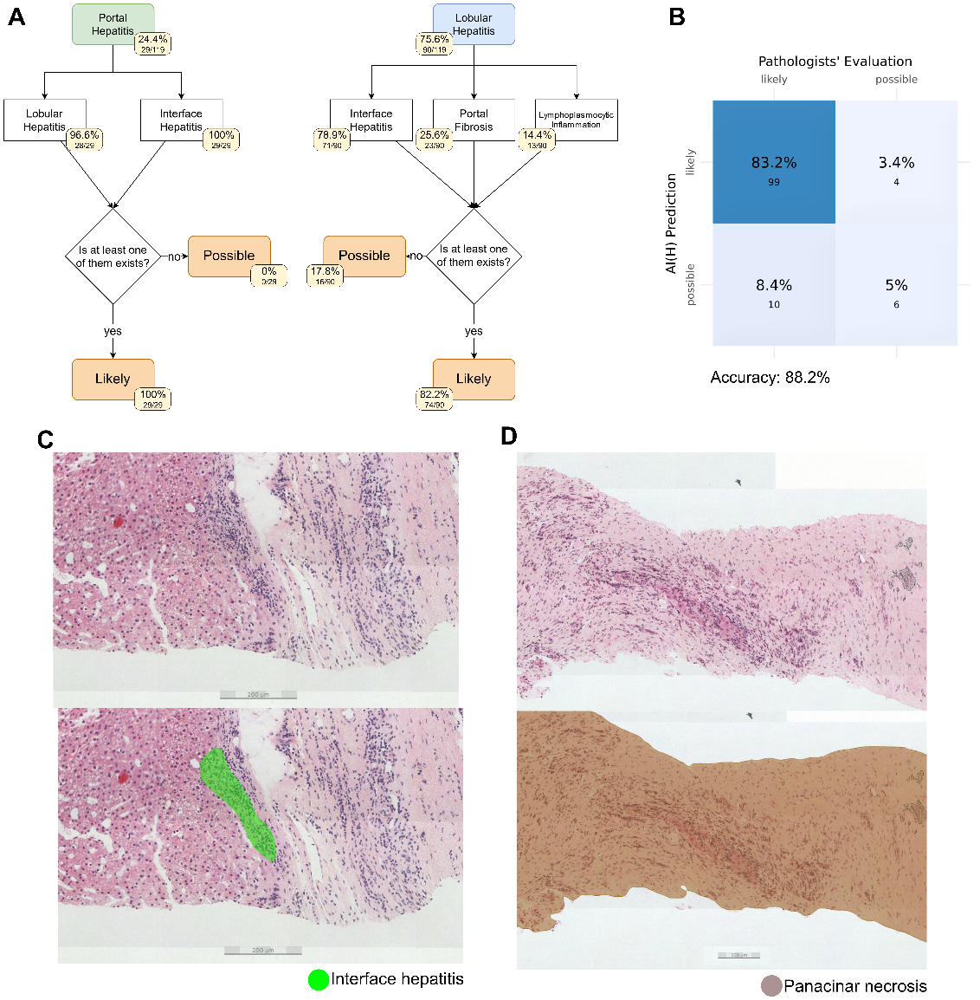 A
Portal
Hepatitis
24.4%
29/119
Lobular
Hepatitis
96.6%
28/29
Interface
Hepatitis
100%
29/29
Is at least one
of them exists?
no
Possible
0%
0/29
yes
Likely
100%
29/29
Lobular
Hepatitis
75.6%
90/119
Interface
Hepatitis
78.9%
71/90
Portal
Fibrosis
25.6%
23/90
Lymphoplasmocytic
Inflammation
14.4%
13/90
Is at least one
of them exists?
no
Possible
17.8%
16/90
yes
Likely
82.2%
74/90
B
Pathologists' Evaluation
likely
possible
AI(H) Prediction
likely
possible
83.2%
99
3.4%
4
8.4%
10
5%
6
Accuracy: 88.2%
C
200 µm
200 µm
Interface hepatitis
D
200 µm
Panacinar necrosis